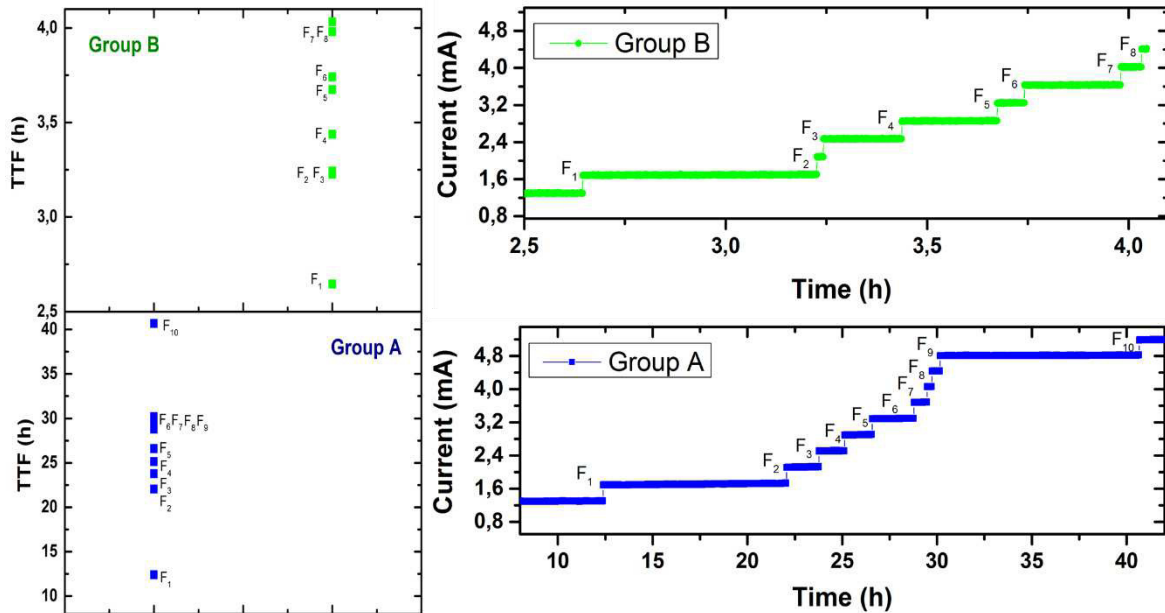 4,0
3,5
3,0
2,5
TTF (h)
Group B
F7 F8
F6
F5
F4
F2 F3
F1
4,8
4,0
3,2
2,4
1,6
0,8
Current (mA)
Group B
F1
F2
F3
F4
F5
F6
F7
F8
2,5 3,0 3,5 4,0
Time (h)
40
35
30
25
20
15
10
TTF (h)
Group A
F10
F6F7F8F9
F5
F4
F3
F2
F1
4,8
4,0
3,2
2,4
1,6
0,8
Current (mA)
Group A
F1
F2
F3
F4
F5
F6
F7
F8
F9
F10
10 15 20 25 30 35 40
Time (h)